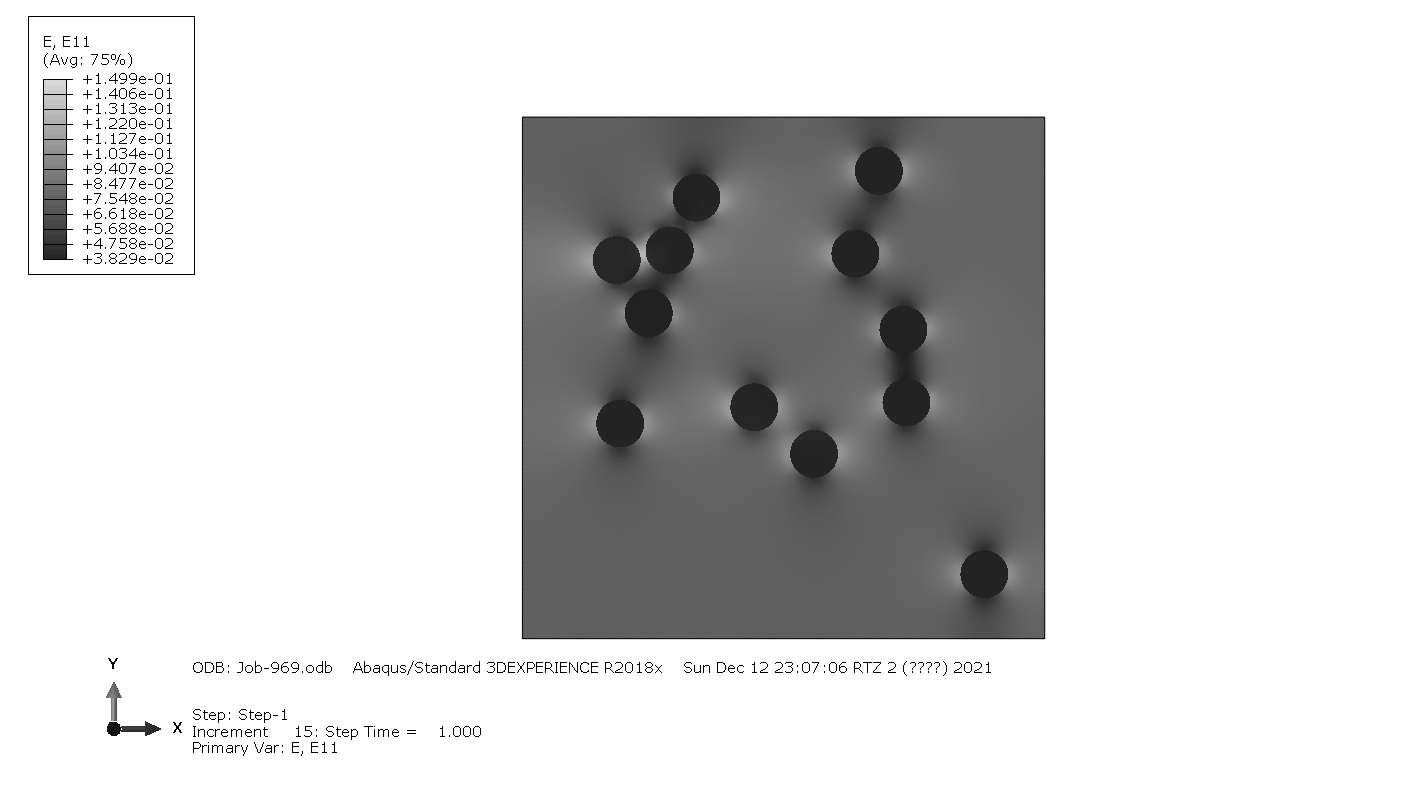 E, E11
(Avg: 75%)
+1.499e-01
+1.406e-01
+1.313e-01
+1.220e-01
+1.127e-01
+1.034e-01
+9.407e-02
+8.477e-02
+7.548e-02
+6.618e-02
+5.688e-02
+4.758e-02
+3.829e-02
Y
X
ODB: Job-969.odb Abaqus/Standard 3DEXPERIENCE R2018x Sun Dec 12 23:07:06 RTZ 2 (????) 2021
Step: Step-1
Increment 15: Step Time = 1.000
Primary Var: E, E11